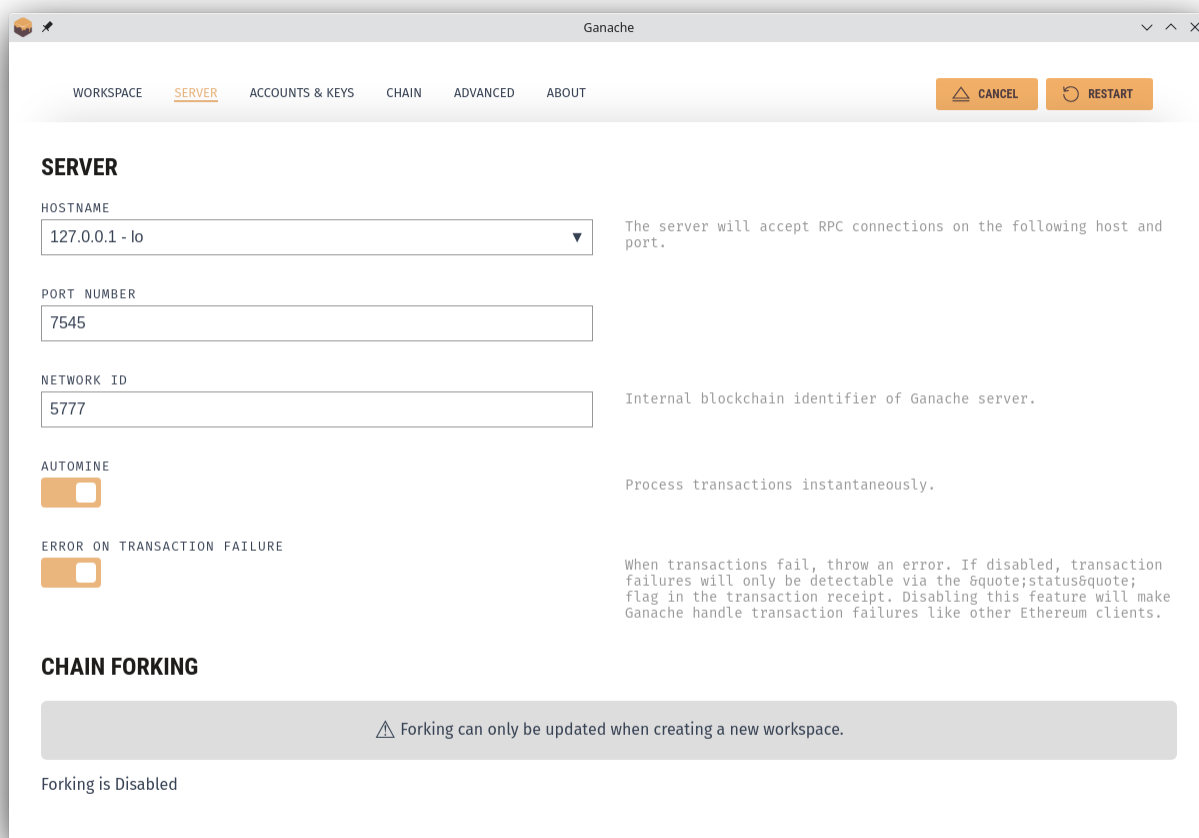 Ganache
WORKSPACE SERVER ACCOUNTS & KEYS CHAIN ADVANCED ABOUT CANCEL RESTART
SERVER
HOSTNAME
127.0.0.1 - lo
The server will accept RPC connections on the following host and
port.
PORT NUMBER
7545
NETWORK ID
5777
Internal blockchain identifier of Ganache server.
AUTOMINE
Process transactions instantaneously.
ERROR ON TRANSACTION FAILURE
When transactions fail, throw an error. If disabled, transaction
failures will only be detectable via the &quote;status&quote;
flag in the transaction receipt. Disabling this feature will make
Ganache handle transaction failures like other Ethereum clients.
CHAIN FORKING
Forking can only be updated when creating a new workspace.
Forking is Disabled